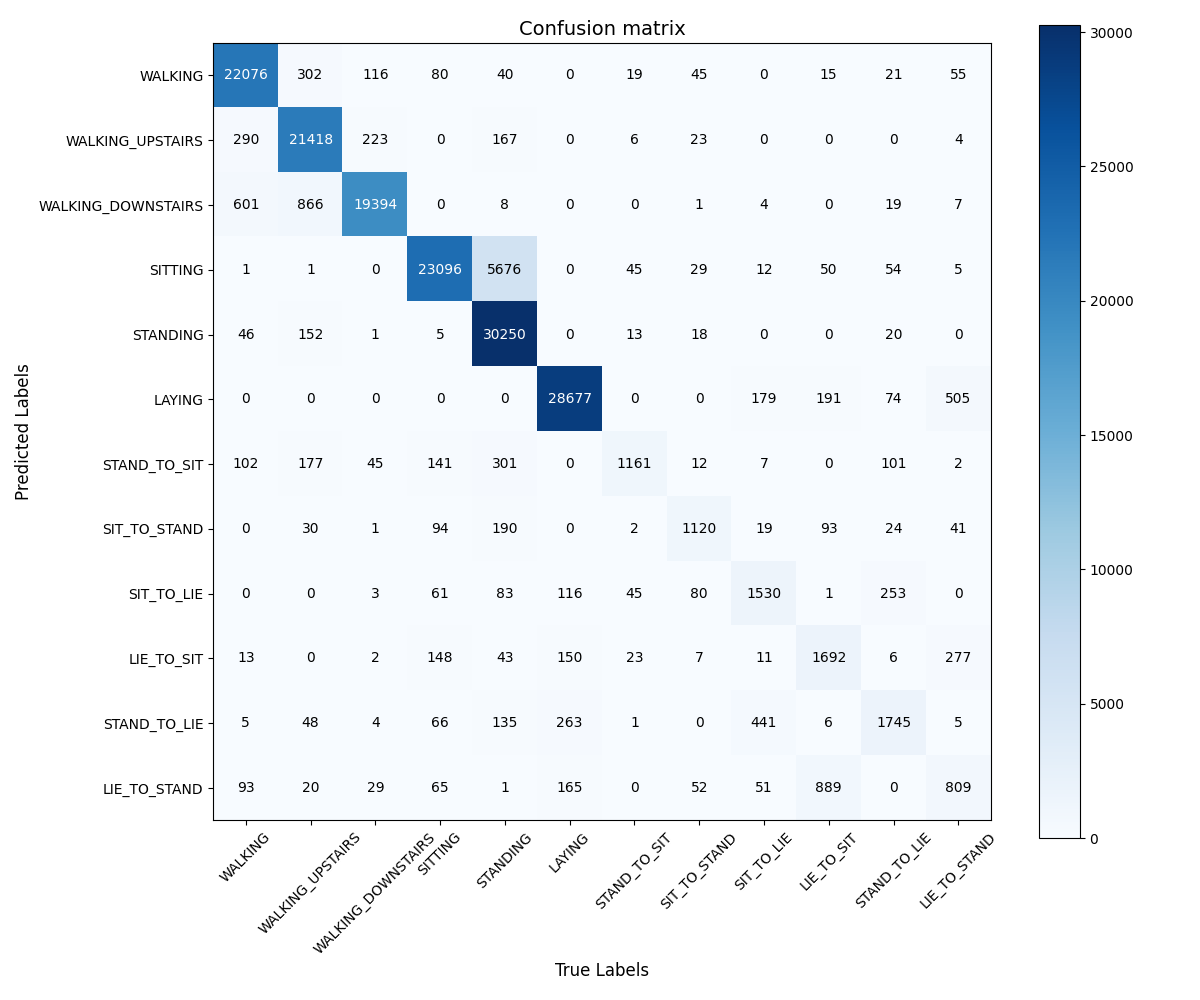 Confusion matrix
WALKING 22076 302 116 80 40 0 19 45 0 15 21 55
WALKING_UPSTAIRS 290 21418 223 0 167 0 6 23 0 0 0 4
WALKING_DOWNSTAIRS 601 866 19394 0 8 0 0 1 4 0 19 7
SITTING 1 1 0 23096 5676 0 45 29 12 50 54 5
STANDING 46 152 1 5 30250 0 13 18 0 0 20 0
LAYING 0 0 0 0 0 28677 0 0 179 191 74 505
STAND_TO_SIT 102 177 45 141 301 0 1161 12 7 0 101 2
SIT_TO_STAND 0 30 1 94 190 0 2 1120 19 93 24 41
SIT_TO_LIE 0 0 3 61 83 116 45 80 1530 1 253 0
LIE_TO_SIT 13 0 2 148 43 150 23 7 11 1692 6 277
STAND_TO_LIE 5 48 4 66 135 263 1 0 441 6 1745 5
LIE_TO_STAND 93 20 29 65 1 165 0 52 51 889 0 809
WALKING WALKING_UPSTAIRS WALKING_DOWNSTAIRS SITTING STANDING LAYING STAND_TO_SIT SIT_TO_STAND SIT_TO_LIE LIE_TO_SIT STAND_TO_LIE LIE_TO_STAND
True Labels
Predicted Labels
30000
25000
20000
15000
10000
5000
0